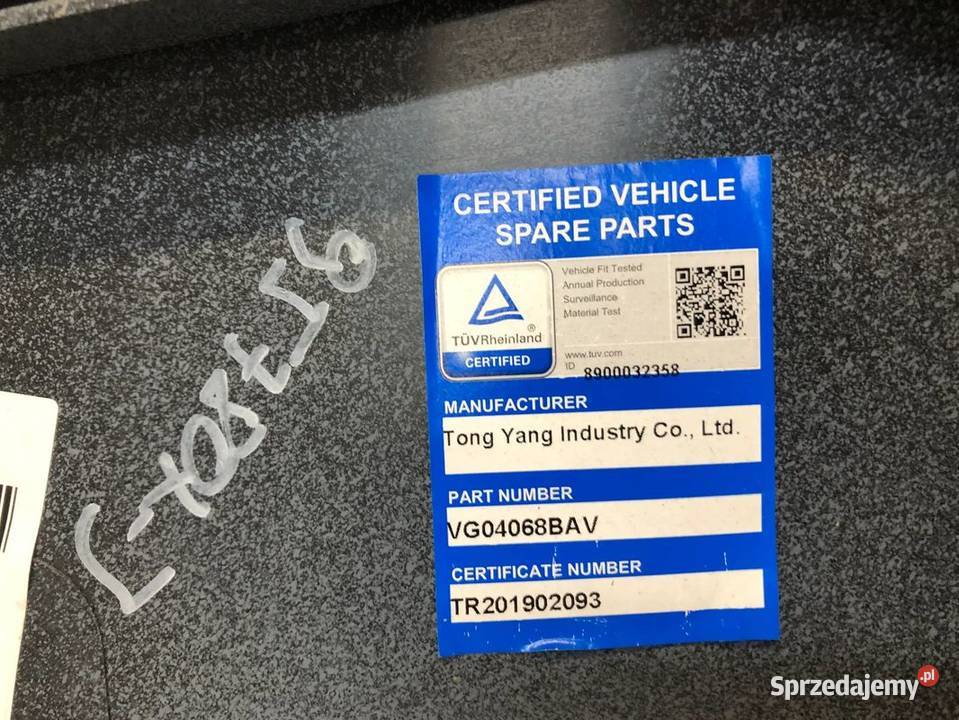 CERTIFIED VEHICLE
SPARE PARTS
TÜVRheinland®
CERTIFIED
Vehicle Fit Tested
Annual Production
Surveillance
Material Test
www.tuv.com
ID 8900032358
MANUFACTURER
Tong Yang Industry Co., Ltd.
PART NUMBER
VG04068BAV
CERTIFICATE NUMBER
TR201902093
Sprzedajemy.pl